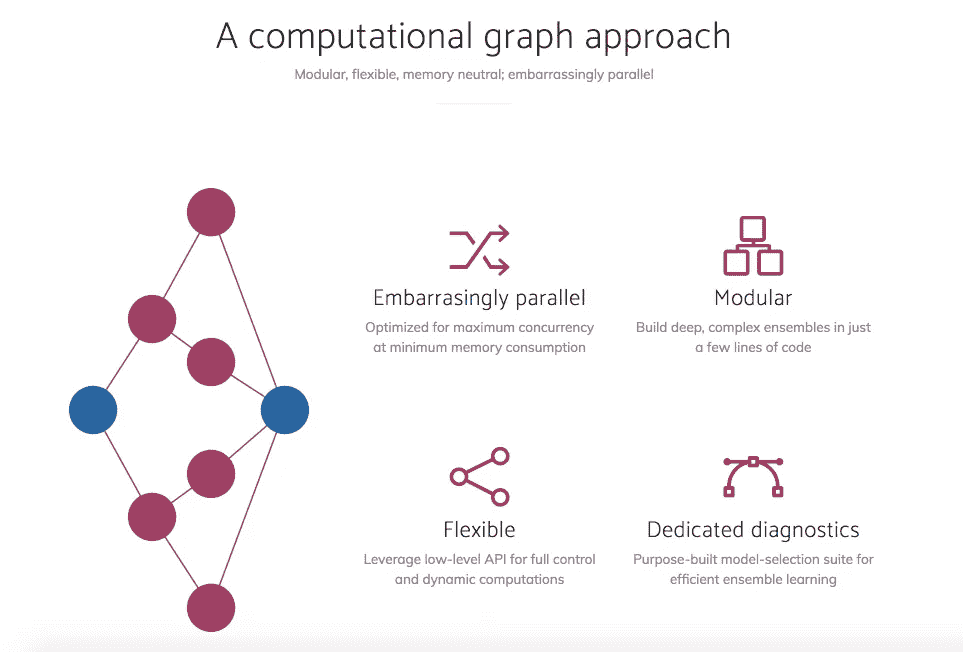 A computational graph approach
Modular, flexible, memory neutral; embarrassingly parallel
Embarrasingly parallel
Optimized for maximum concurrency
at minimum memory consumption
Modular
Build deep, complex ensembles in just
a few lines of code
Flexible
Leverage low-level API for full control
and dynamic computations
Dedicated diagnostics
Purpose-built model-selection suite for
efficient ensemble learning